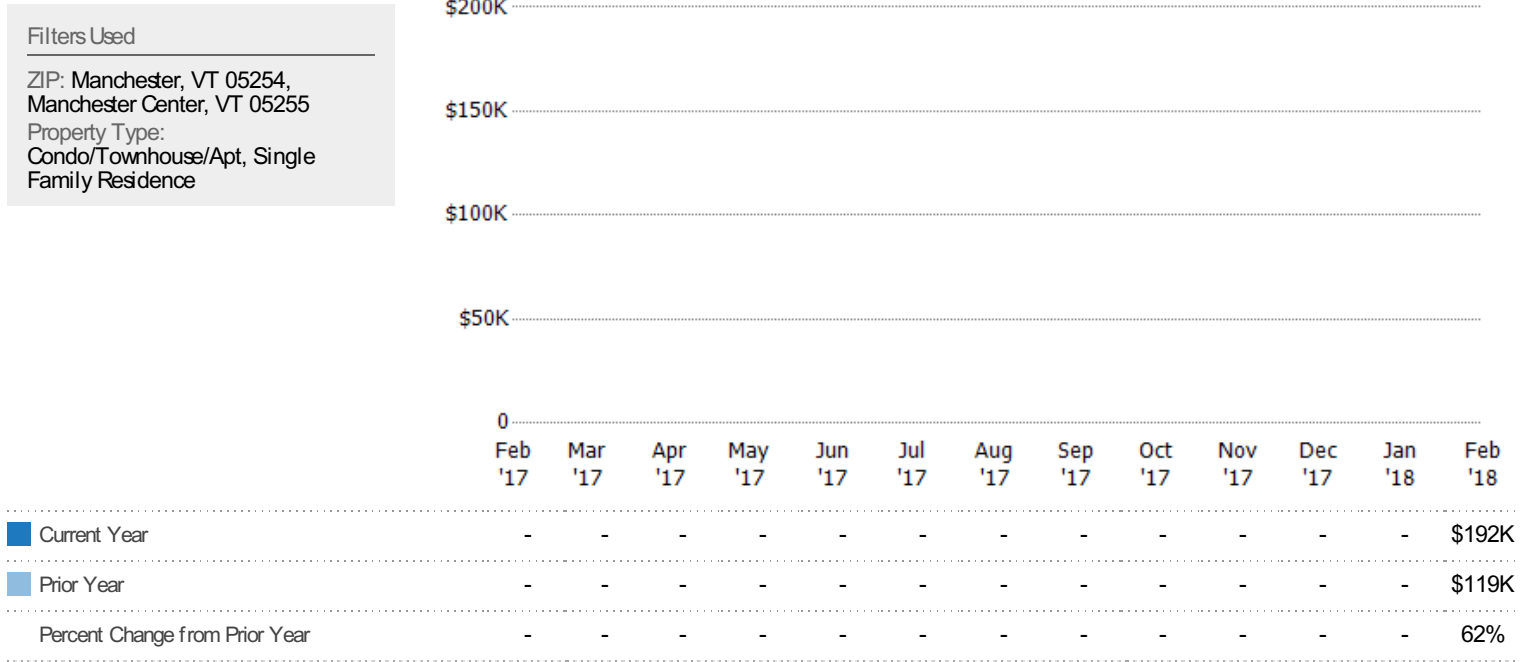 Filters Used
ZIP: Manchester, VT 05254,
Manchester Center, VT 05255
Property Type:
Condo/Townhouse/Apt, Single
Family Residence
$200K
$150K
$100K
$50K
0
Feb Mar Apr May Jun Jul Aug Sep Oct Nov Dec Jan Feb
'17 '17 '17 '17 '17 '17 '17 '17 '17 '17 '17 '18 '18
Current Year - - - - - - - - - - - - $192K
Prior Year - - - - - - - - - - - - $119K
Percent Change from Prior Year - - - - - - - - - - - - 62%